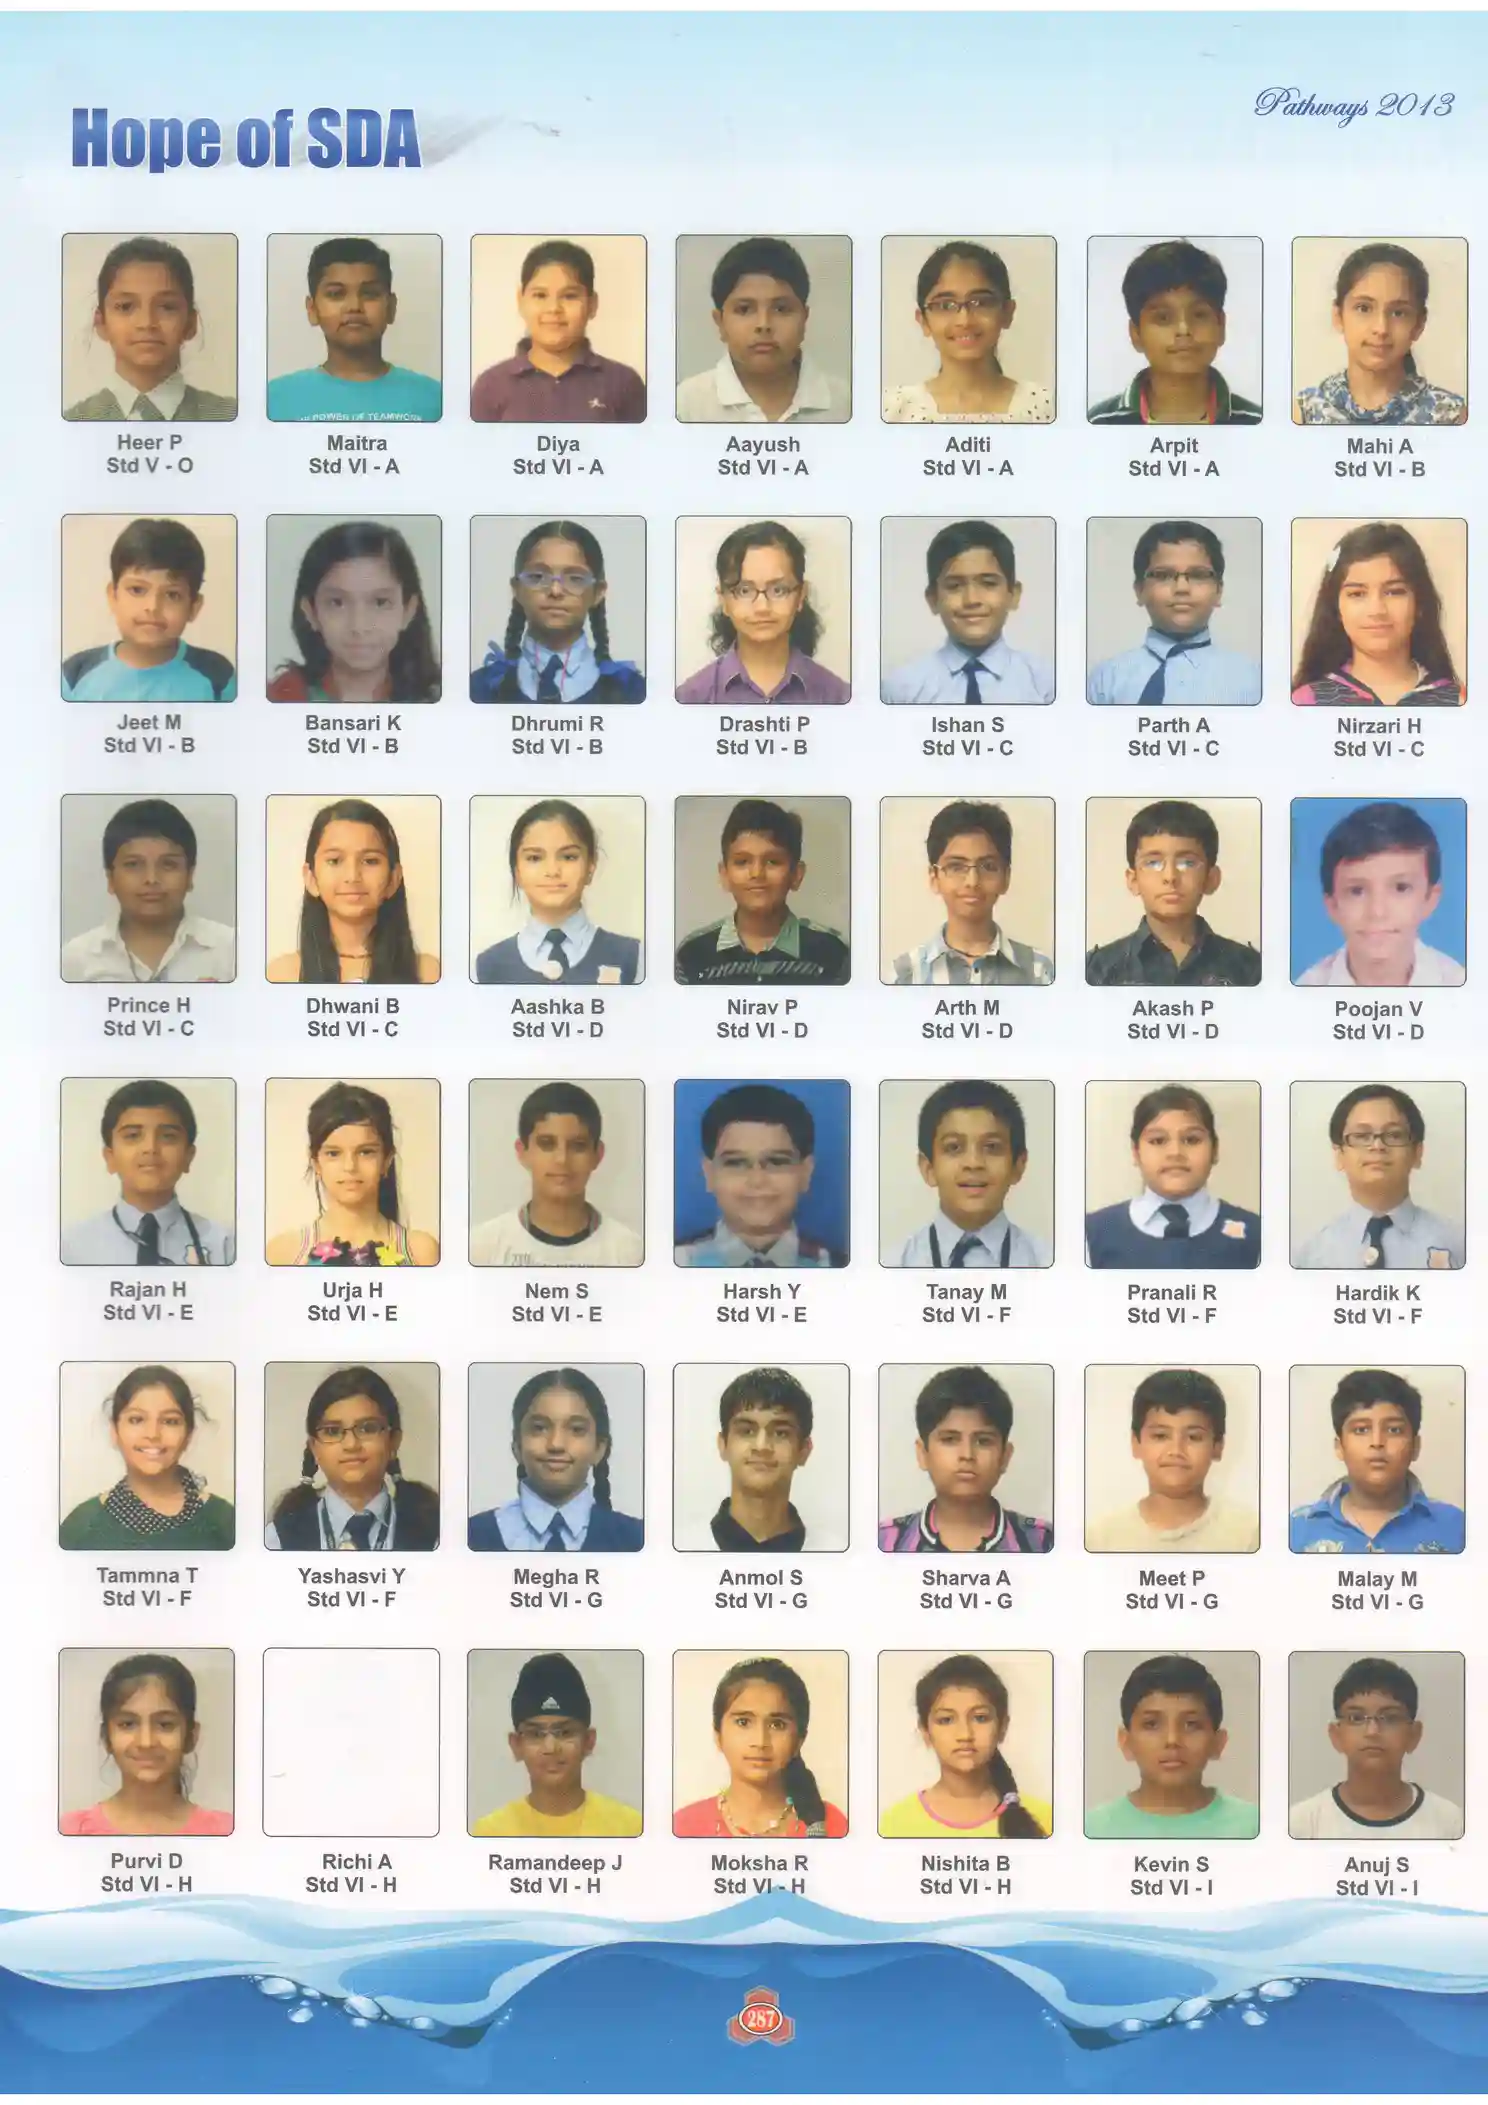 Pathways 2013
Hope of SDA
POWER OF TEAMWORK
Heer P
Std V - O
Maitra
Std VI - A
Diya
Std VI - A
Aayush
Std VI - A
Aditi
Std VI - A
Arpit
Std VI - A
Mahi A
Std VI - B
Jeet M
Std VI - B
Bansari K
Std VI - B
Dhrumi R
Std VI - B
Drashti P
Std VI - B
Ishan S
Std VI - C
Parth A
Std VI - C
Nirzari H
Std VI - C
Prince H
Std VI - C
Dhwani B
Std VI - C
Aashka B
Std VI - D
Nirav P
Std VI - D
Arth M
Std VI - D
Akash P
Std VI - D
Poojan V
Std VI - D
Rajan H
Std VI - E
Urja H
Std VI - E
Nem S
Std VI - E
Harsh Y
Std VI - E
Tanay M
Std VI - F
Pranali R
Std VI - F
Hardik K
Std VI - F
Tammna T
Std VI - F
Yashasvi Y
Std VI - F
Megha R
Std VI - G
Anmol S
Std VI - G
Sharva A
Std VI - G
Meet P
Std VI - G
Malay M
Std VI - G
Purvi D
Std VI - H
Richi A
Std VI - H
Ramandeep J
Std VI - H
Moksha R
Std VI - H
Nishita B
Std VI - H
Kevin S
Std VI - I
Anuj S
Std VI - I
287